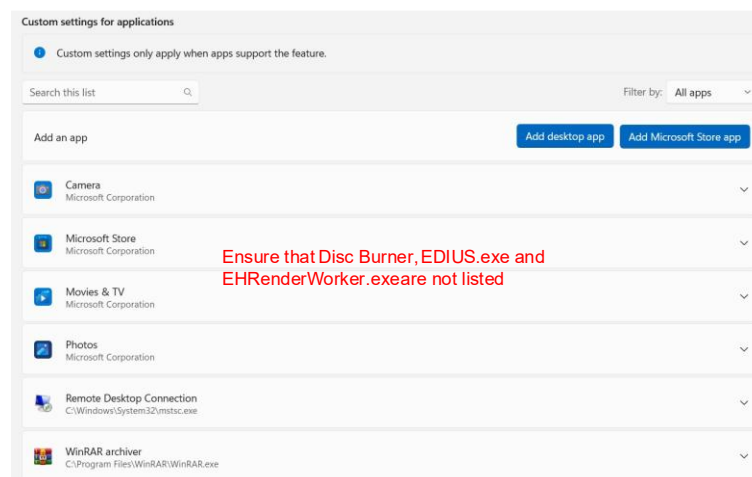 Custom settings for applications
Custom settings only apply when apps support the feature.
Search this list
Filter by: All apps
Add an app
Add desktop app
Add Microsoft Store app
Camera
Microsoft Corporation
Microsoft Store
Microsoft Corporation
Ensure that Disc Burner, EDIUS.exe and
EHRenderWorker.exeare not listed
Movies & TV
Microsoft Corporation
Photos
Microsoft Corporation
Remote Desktop Connection
C:\Windows\System32\mstsc.exe
WinRAR archiver
C:\Program Files\WinRAR\WinRAR.exe